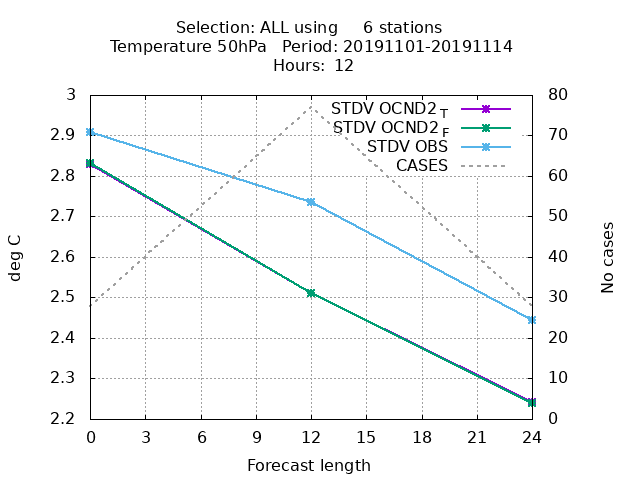 Selection: ALL using     6 stations
Temperature 50hPa   Period: 20191101-20191114
Hours: 12
STDV OCND2_T
STDV OCND2_F
STDV OBS
CASES
3
2.9
2.8
2.7
2.6
2.5
2.4
2.3
2.2
deg C
80
70
60
50
40
30
20
10
0
No cases
0 3 6 9 12 15 18 21 24
Forecast length